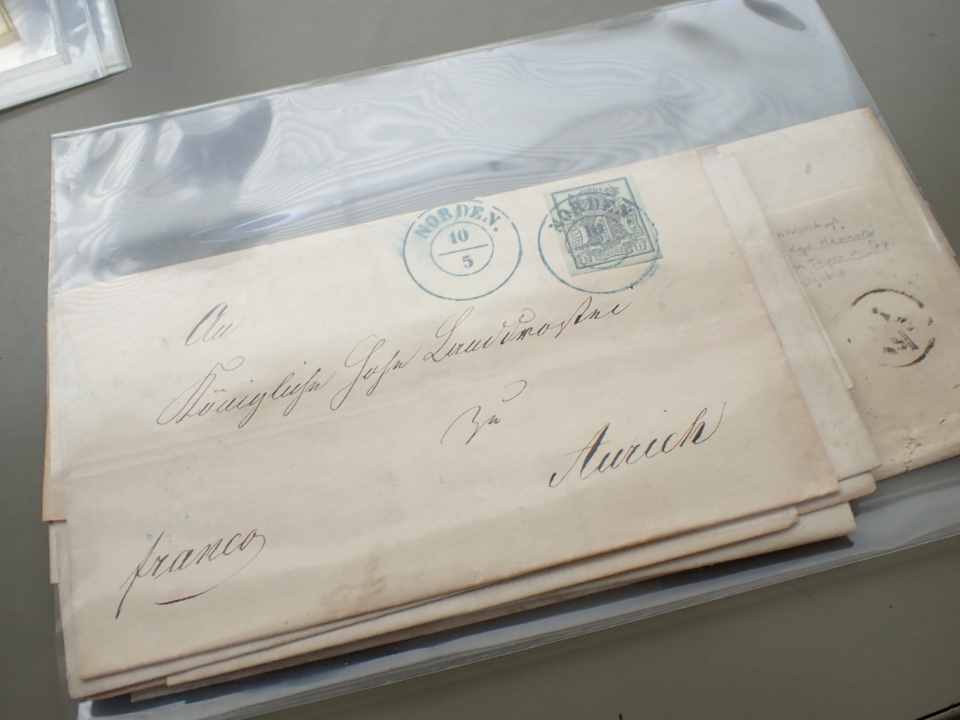 NORDEN.
10
5
NORDEN.
An
Königliche Hohe Landdrostei
zu
Aurich
franco